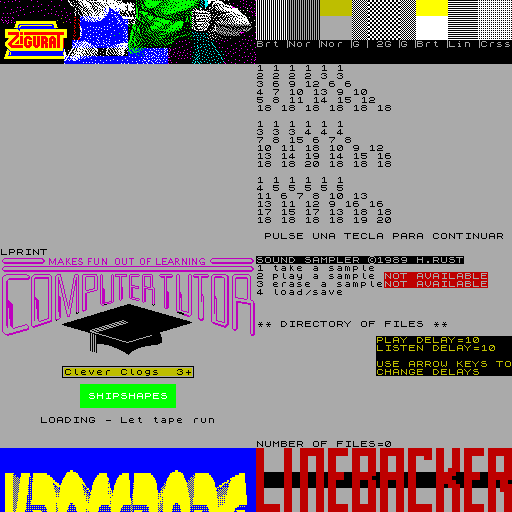 ZIGURAT
Brt |Nor |Nor|G| |2G|G|Brt |Lin |Crss
1 1 1 1 1 1
2 2 2 2 3 3
3 6 9 12 6 6
4 7 10 13 9 10
5 8 11 14 15 12
18 18 18 18 18 18
1 1 1 1 1 1
3 3 3 4 4 4
7 8 15 6 7 8
10 11 18 10 9 12
13 14 19 14 15 16
18 18 20 18 18 18
1 1 1 1 1 1
4 5 5 5 5 5
11 6 7 8 10 13
13 11 12 9 16 16
17 15 17 13 18 18
18 18 18 18 19 20
PULSE UNA TECLA PARA CONTINUAR
LPRINT
MAKES FUN OUT OF LEARNING
COMPUTERTUTOR
Clever Clogs 3+
SHIPSHAPES
LOADING - Let tape run
SOUND SAMPLER ©1989 H.RUST
1 take a sample
2 play a sample NOT AVAILABLE
3 erase a sample NOT AVAILABLE
4 load/save
** DIRECTORY OF FILES **
PLAY DELAY=10
LISTEN DELAY=10
USE ARROW KEYS TO
CHANGE DELAYS
NUMBER OF FILES=0
LINEBACKER